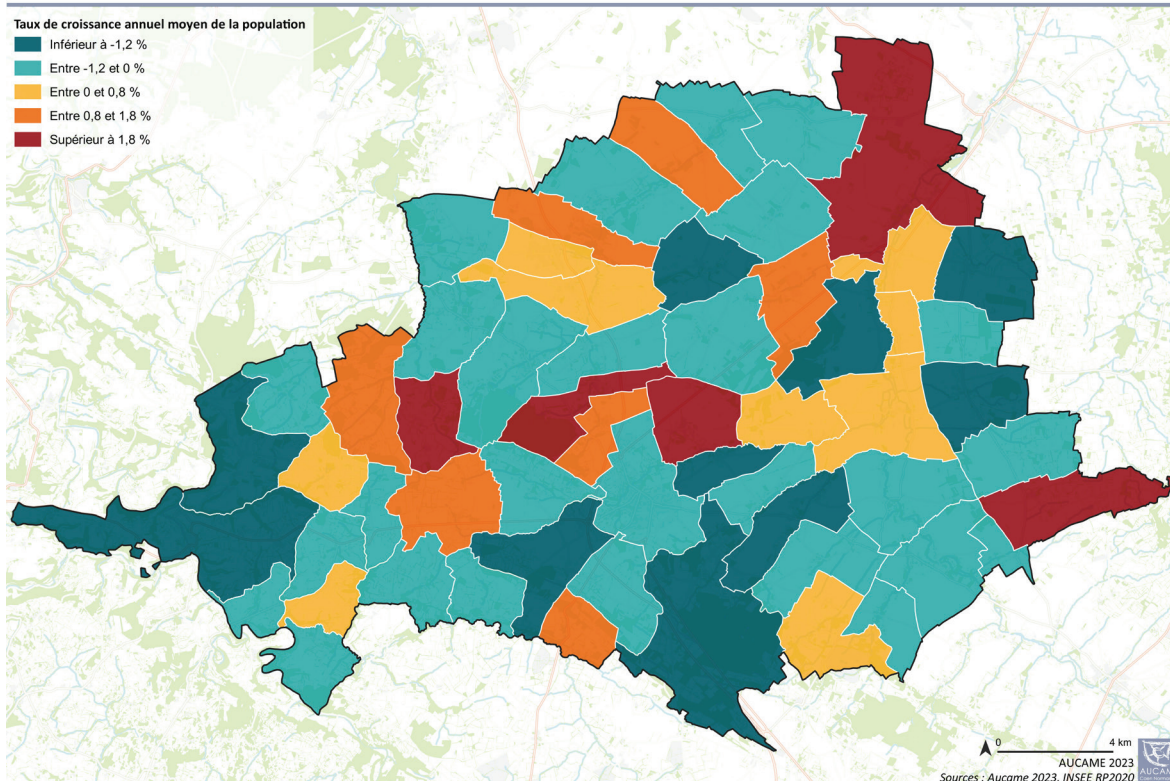 Taux de croissance annuel moyen de la population
Inférieur à -1,2 %
Entre -1,2 et 0 %
Entre 0 et 0,8 %
Entre 0,8 et 1,8 %
Supérieur à 1,8 %
0 4 km
AUCAME 2023
Sources : Aucame 2023, INSEE RP2020
AUCAME